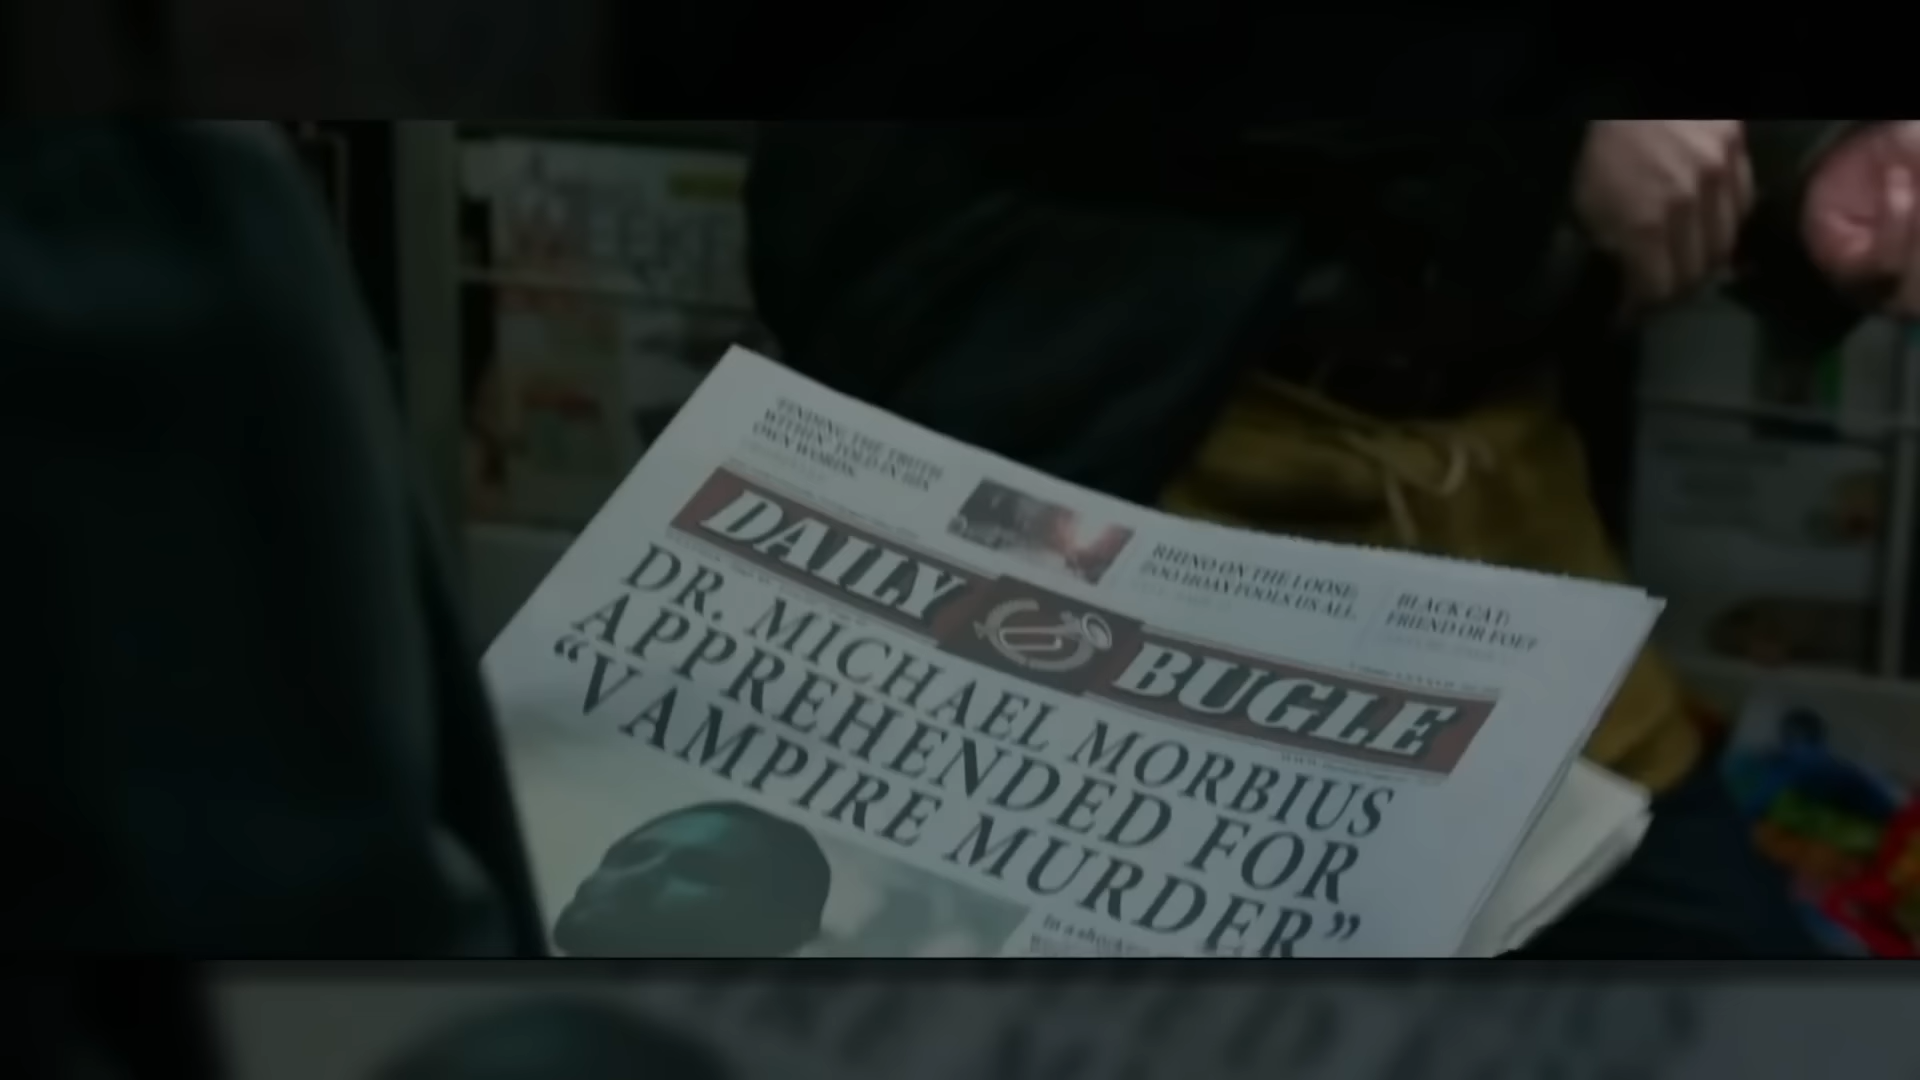 "FINDING THE TRUTH
WITHIN" TOLD IN HIS
OWN WORDS.
RHINO ON THE LOOSE:
ZOO HOAX FOOLS US ALL.
BLACK CAT:
FRIEND OR FOE?
DAILY BUGLE
DR. MICHAEL MORBIUS
APPREHENDED FOR
“VAMPIRE MURDER”
In a shocking